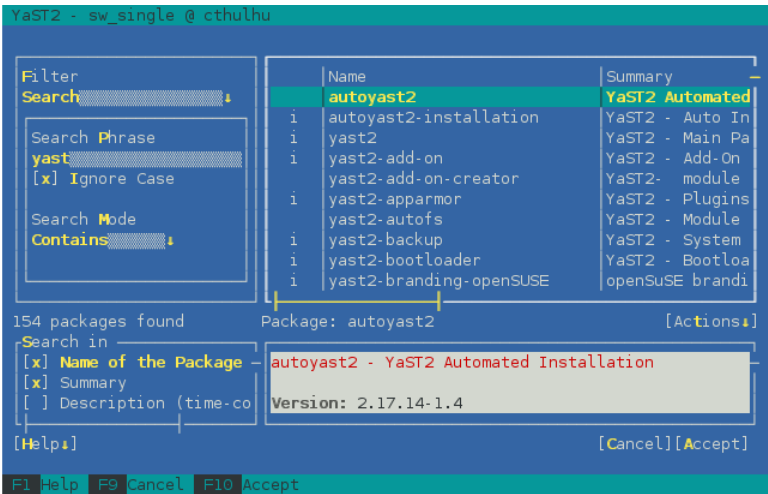 YaST2 - sw_single @ cthulhu
Filter
Search↓
Search Phrase
yast
[x] Ignore Case
Search Mode
Contains↓
Name Summary
autoyast2 YaST2 Automated
i autoyast2-installation YaST2 - Auto In
i yast2 YaST2 - Main Pa
i yast2-add-on YaST2 - Add-On
yast2-add-on-creator YaST2- module
i yast2-apparmor YaST2 - Plugins
yast2-autofs YaST2 - Module
i yast2-backup YaST2 - System
i yast2-bootloader YaST2 - Bootloa
i yast2-branding-openSUSE openSuSE brandi
154 packages found Package: autoyast2 [Actions↓]
Search in
[x] Name of the Package
[x] Summary
[ ] Description (time-co
autoyast2 - YaST2 Automated Installation
Version: 2.17.14-1.4
[Help↓] [Cancel][Accept]
F1 Help F9 Cancel F10 Accept